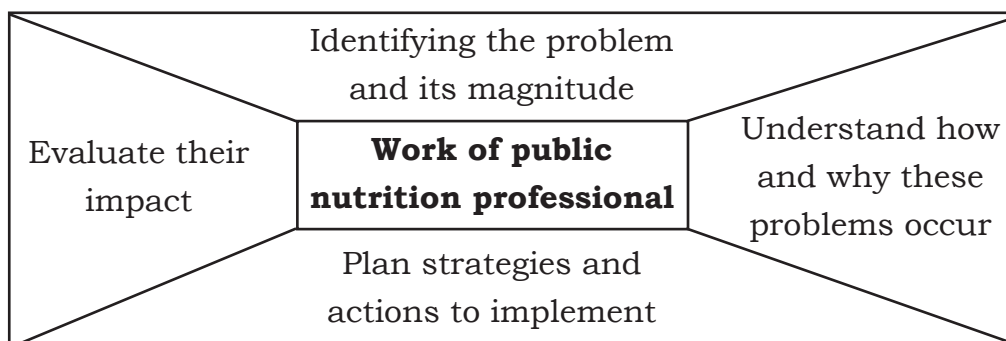 Identifying the problem
and its magnitude
Evaluate their
impact
Work of public
nutrition professional
Understand how
and why these
problems occur
Plan strategies and
actions to implement